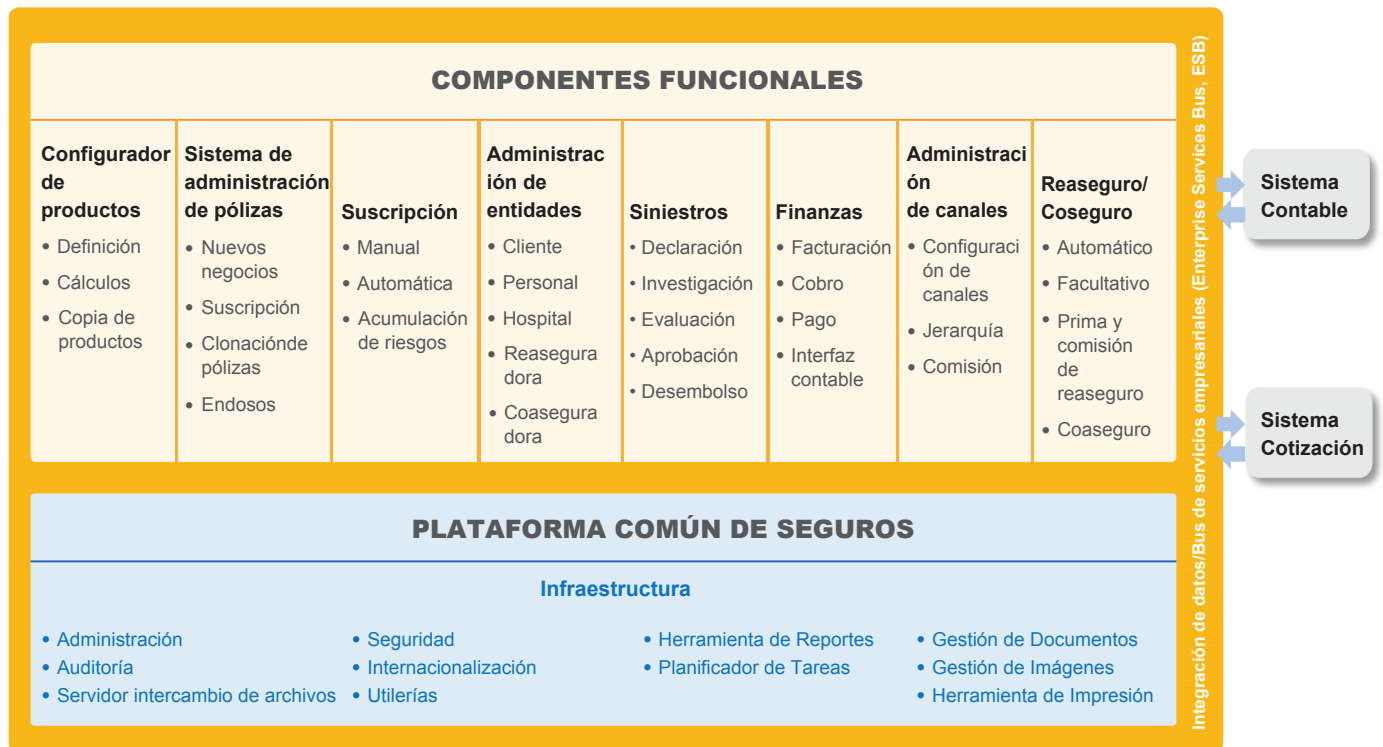 COMPONENTES FUNCIONALES
Configurador
de
productos
• Definición
• Cálculos
• Copia de
productos
Sistema de
administración
de pólizas
• Nuevos
negocios
• Suscripción
• Clonaciónde
pólizas
• Endosos
Suscripción
• Manual
• Automática
• Acumulación
de riesgos
Administrac
ión de
entidades
• Cliente
• Personal
• Hospital
• Reasegura
dora
• Coasegura
dora
Siniestros
• Declaración
• Investigación
• Evaluación
• Aprobación
• Desembolso
Finanzas
• Facturación
• Cobro
• Pago
• Interfaz
contable
Administraci
ón
de canales
• Configuraci
ón de
canales
• Jerarquía
• Comisión
Reaseguro/
Coseguro
• Automático
• Facultativo
• Prima y
comisión
de
reaseguro
• Coaseguro
PLATAFORMA COMÚN DE SEGUROS
Infraestructura
• Administración
• Auditoría
• Servidor intercambio de archivos
• Seguridad
• Internacionalización
• Utilerías
• Herramienta de Reportes
• Planificador de Tareas
• Gestión de Documentos
• Gestión de Imágenes
• Herramienta de Impresión
Integración de datos/Bus de servicios empresariales (Enterprise Services Bus, ESB)
Sistema
Contable
Sistema
Cotización